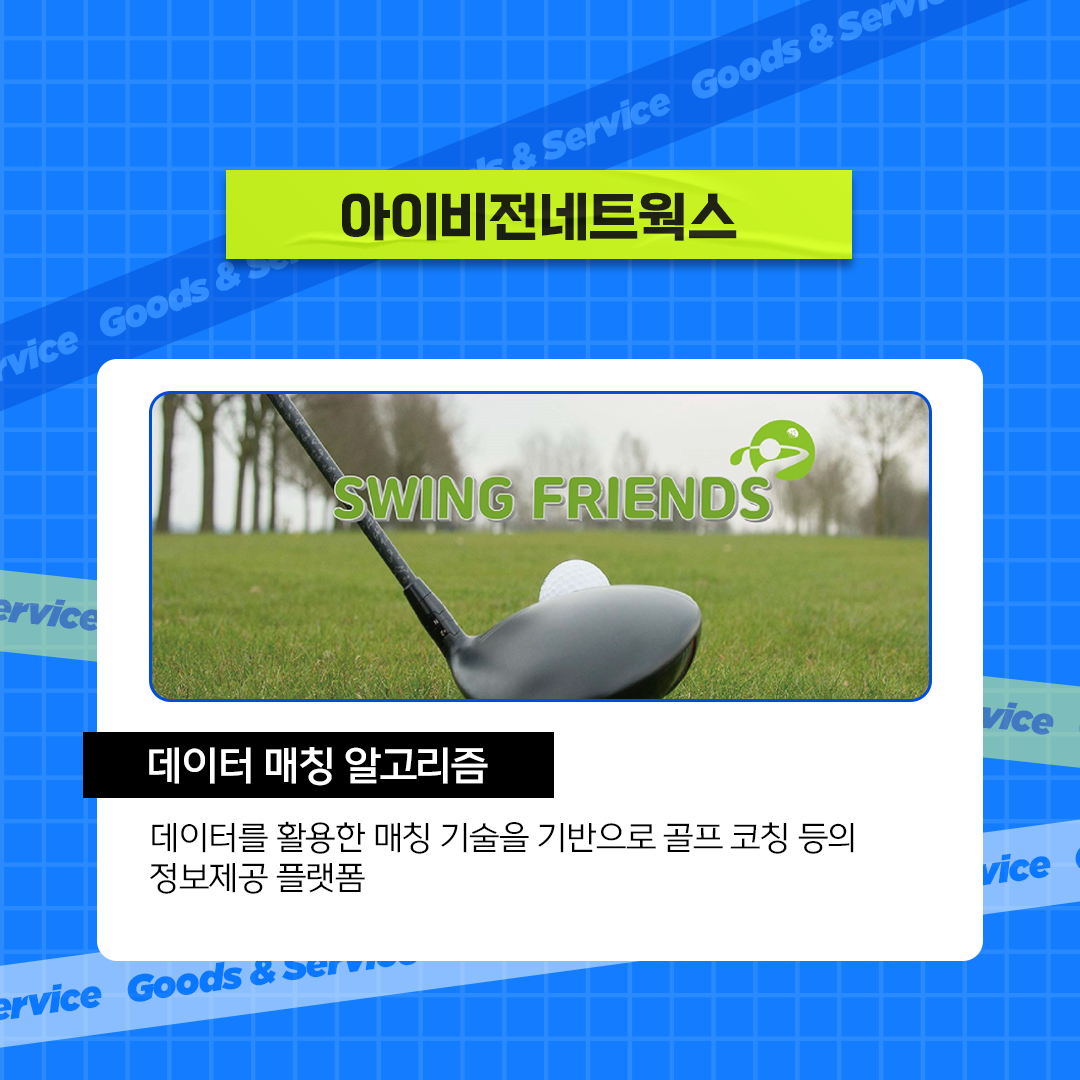 Goods & Servi
ds & Service
아이비전네트웍스
Goods & Se
rvice
SWING FRIENDS
ervice
vice
데이터 매칭 알고리즘
데이터를 활용한 매칭 기술을 기반으로 골프 코칭 등의
정보제공 플랫폼
vice
Goods & Service
ervice